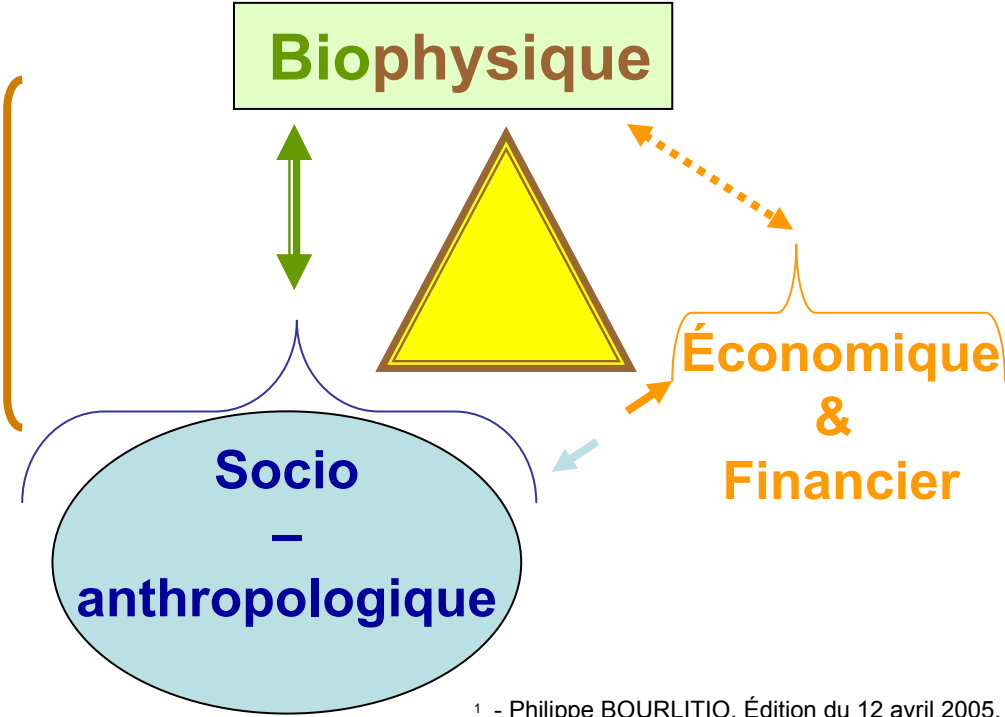 Biophysique
Économique
&
Financier
Socio
–
anthropologique
1 - Philippe BOURLITIO. Édition du 12 avril 2005.